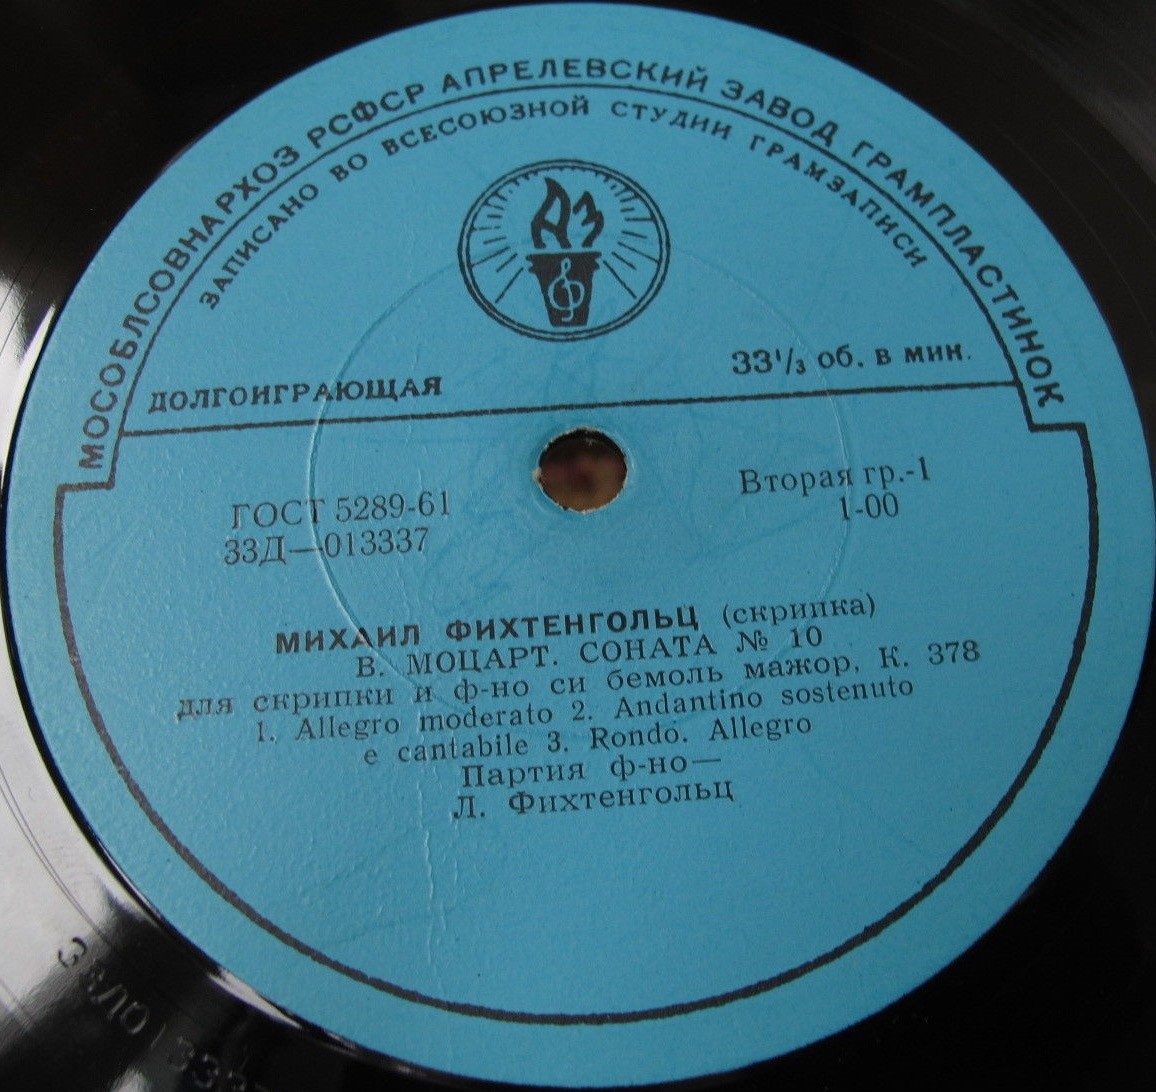 МОСОБЛСОВНАРХОЗ РСФСР АПРЕЛЕВСКИЙ ЗАВОД ГРАМПЛАСТИНОК
ЗАПИСАНО ВО ВСЕСОЮЗНОЙ СТУДИИ ГРАМЗАПИСИ
АЗ
ДОЛГОИГРАЮЩАЯ
33⅓ об. в мин.
ГОСТ 5289-61
33Д—013337
Вторая гр.-1
1-00
МИХАИЛ ФИХТЕНГОЛЬЦ (скрипка)
В. МОЦАРТ. СОНАТА № 10
для скрипки и ф-но си бемоль мажор, К. 378
1. Allegro moderato 2. Andantino sostenuto
e cantabile 3. Rondo. Allegro
Партия ф-но—
Л. Фихтенгольц